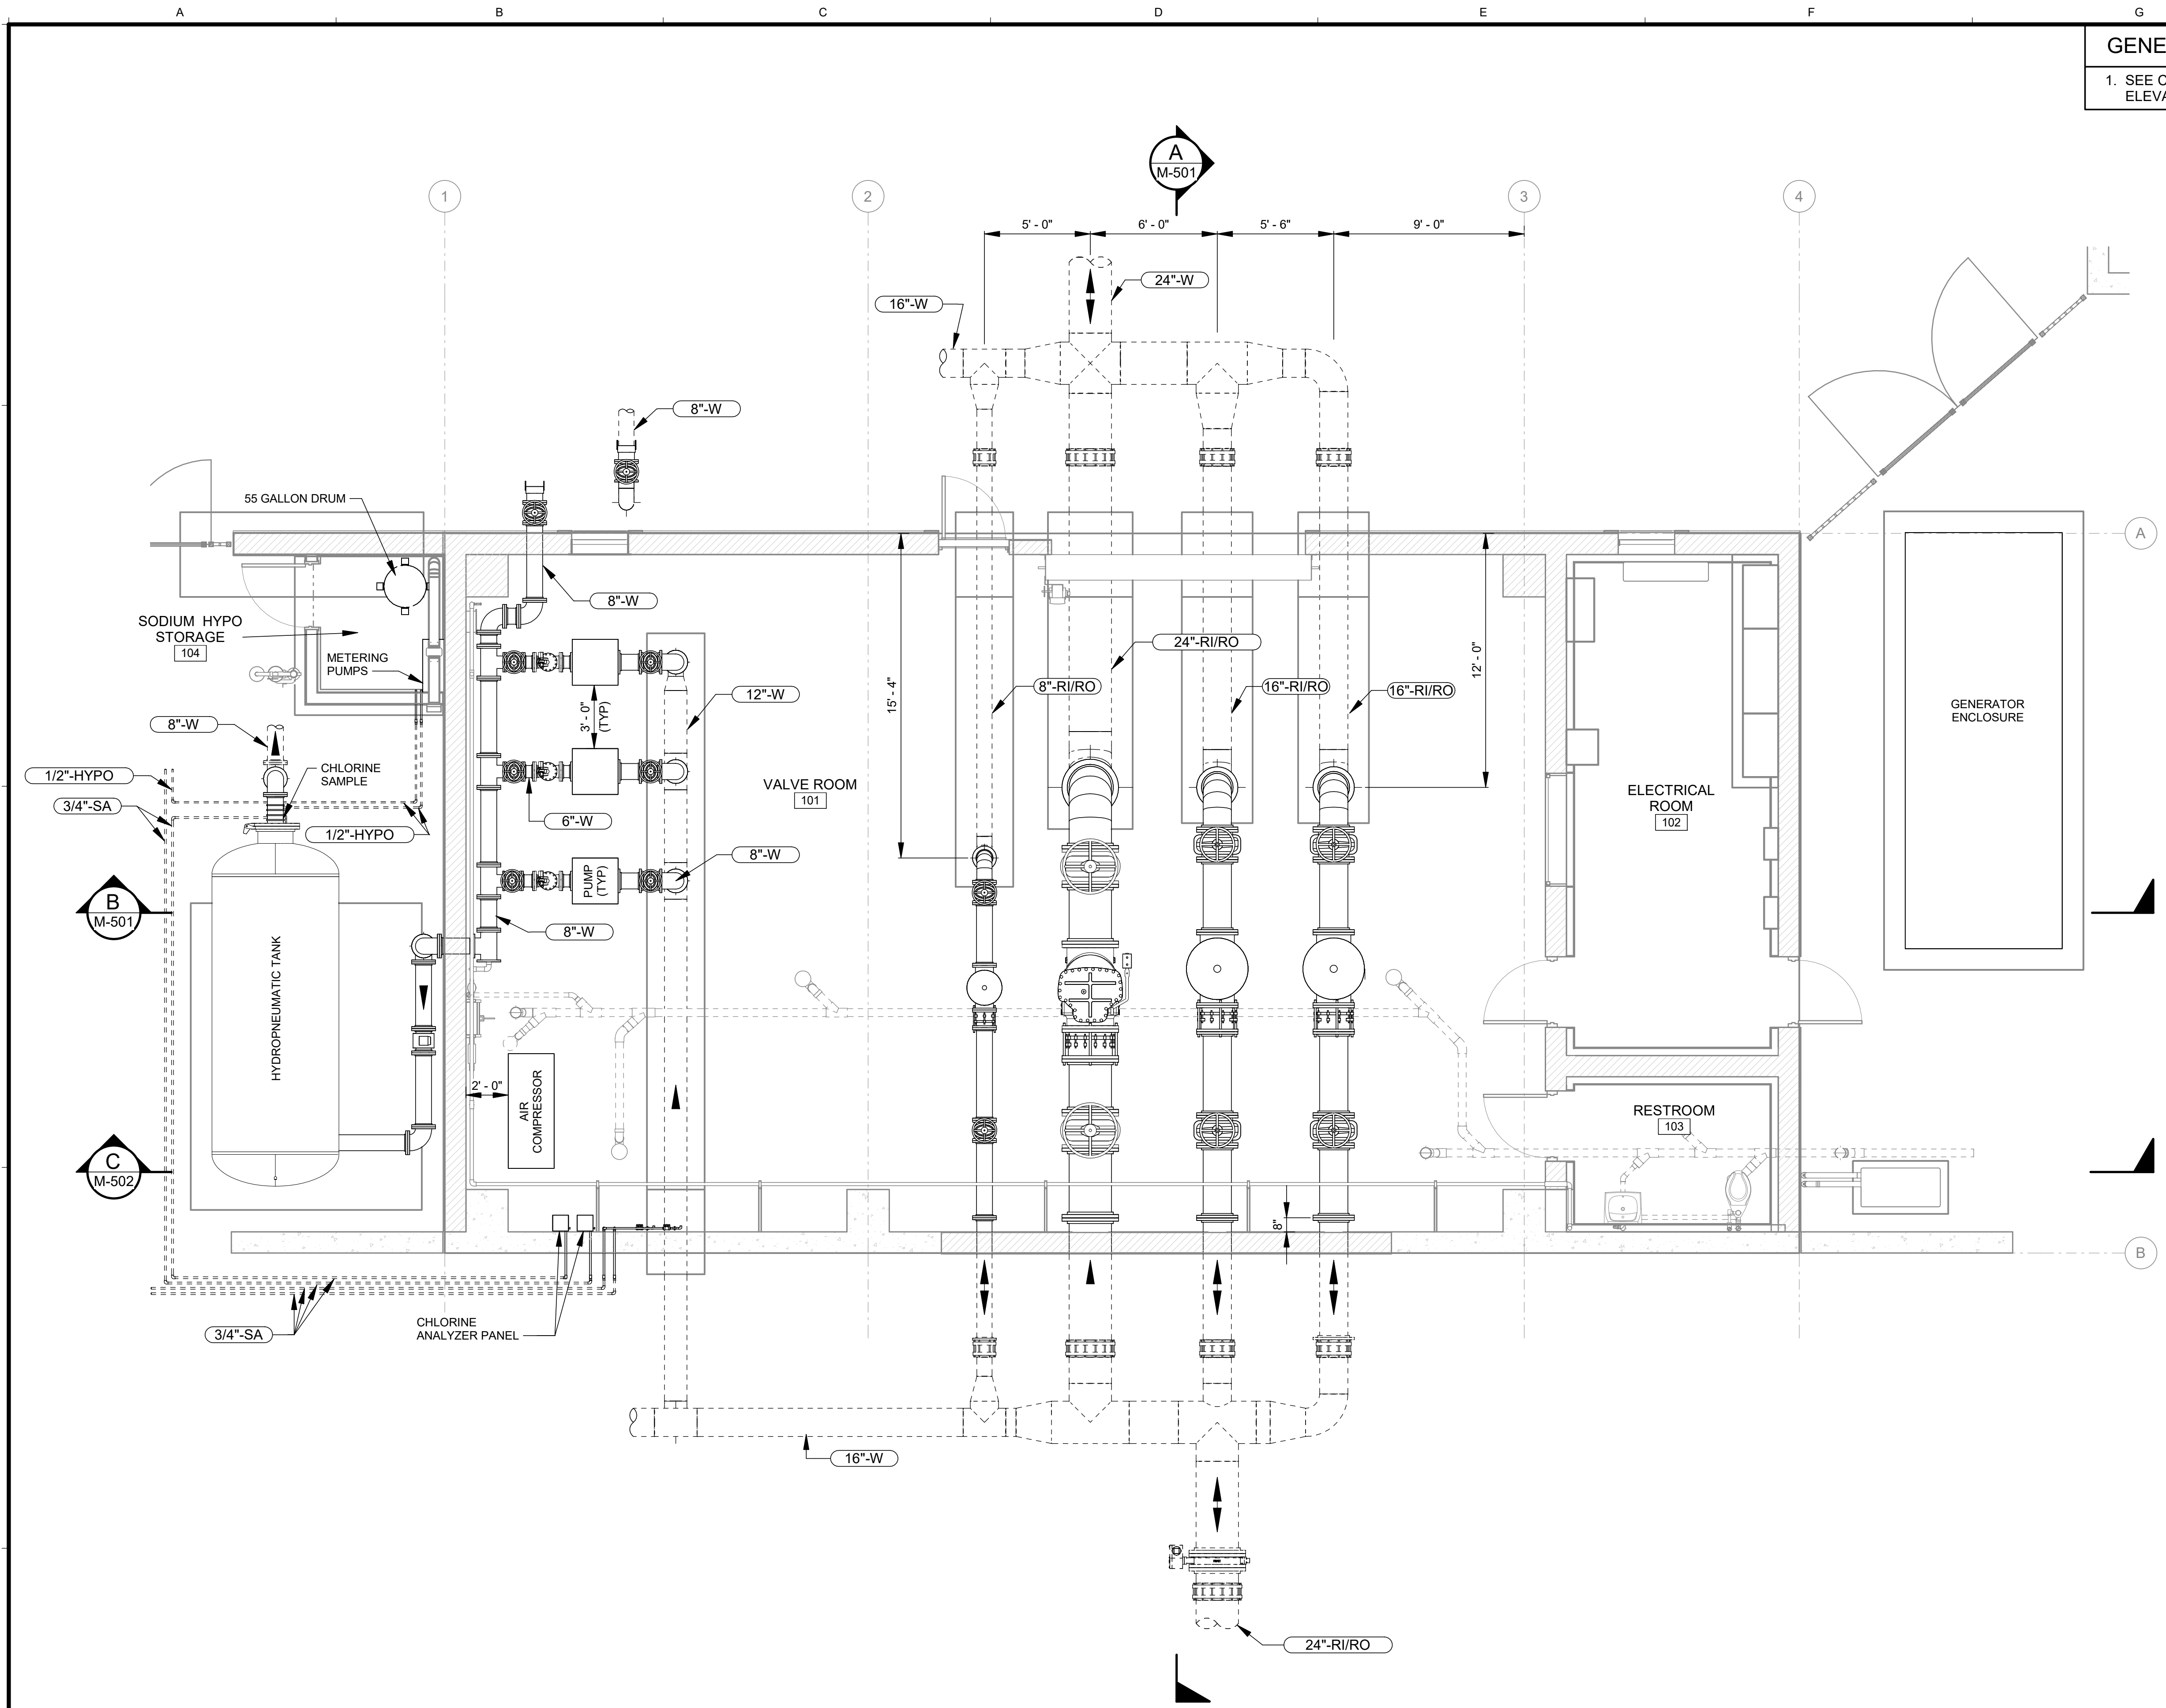 A B C D E F G
GENE
1. SEE C
ELEVA
A
M-501
1 2 3 4
5' - 0" 6' - 0" 5' - 6" 9' - 0"
24"-W
16"-W
8"-W
55 GALLON DRUM
A
8"-W
SODIUM HYPO
STORAGE
104
METERING
PUMPS
24"-RI/RO
12' - 0"
8"-RI/RO
16"-RI/RO
16"-RI/RO
12"-W
15' - 4"
3' - 0"
(TYP)
GENERATOR
ENCLOSURE
8"-W
1/2"-HYPO
CHLORINE
SAMPLE
VALVE ROOM
101
ELECTRICAL
ROOM
102
3/4"-SA
6"-W
1/2"-HYPO
8"-W
PUMP
(TYP)
B
M-501
8"-W
HYDROPNEUMATIC TANK
2' - 0"
AIR
COMPRESSOR
RESTROOM
103
C
M-502
8"
B
3/4"-SA
CHLORINE
ANALYZER PANEL
16"-W
24"-RI/RO